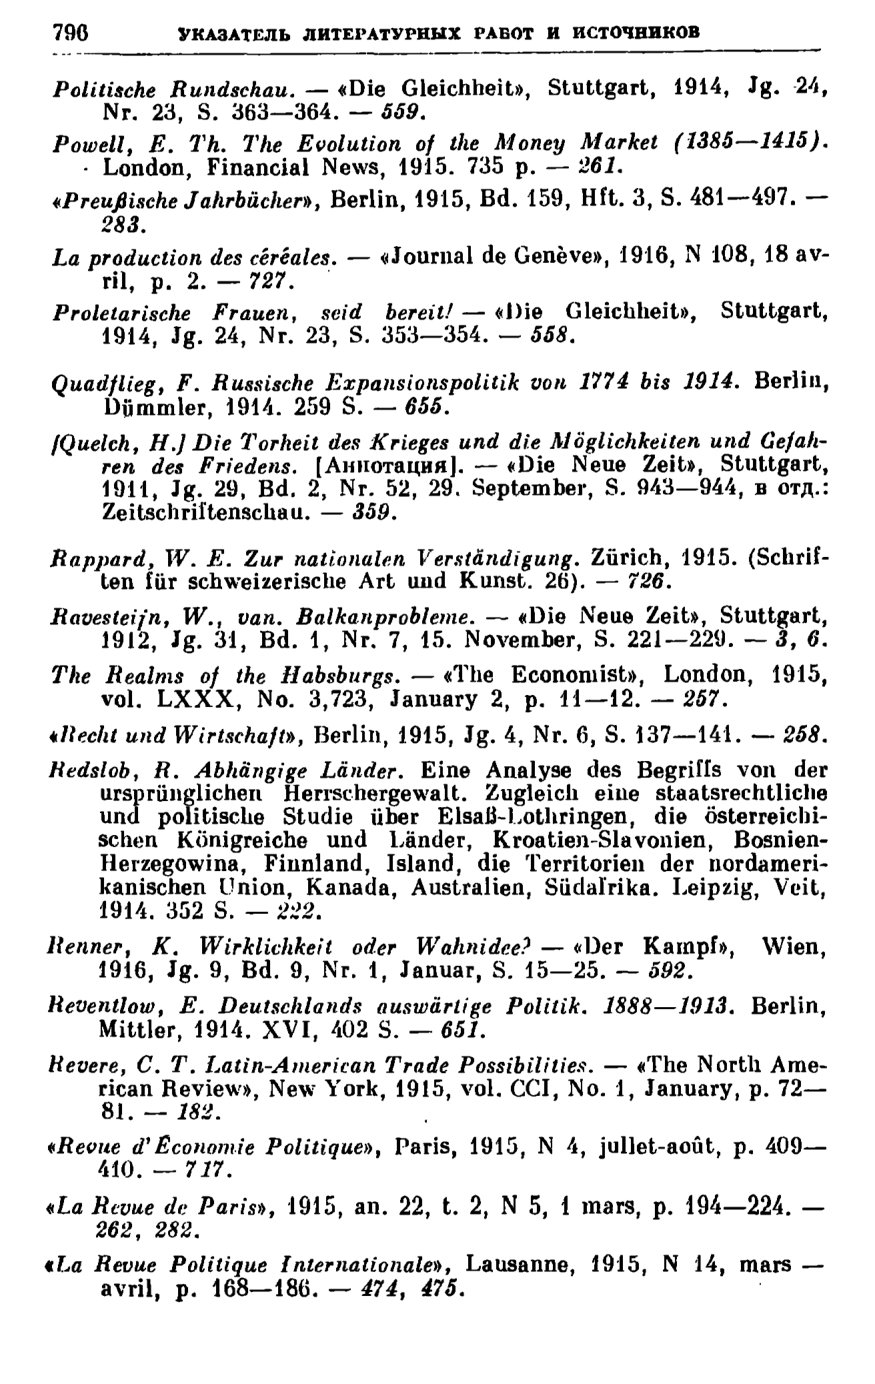 796 УКАЗАТЕЛЬ ЛИТЕРАТУРНЫХ РАБОТ И ИСТОЧНИКОВ
Politische Rundschau. — «Die Gleichheit», Stuttgart, 1914, Jg. 24,
Nr. 23, S. 363—364. — 559.
Powell, E. Th. The Evolution of the Money Market (1385—1415).
London, Financial News, 1915. 735 p. — 261.
«Preußische Jahrbücher», Berlin, 1915, Bd. 159, Hft. 3, S. 481—497. —
283.
La production des céréales. — «Journal de Genève», 1916, N 108, 18 av-
ril, p. 2. — 727.
Proletarische Frauen, seid bereit! — «Die Gleichheit», Stuttgart,
1914, Jg. 24, Nr. 23, S. 353—354. — 558.
Quadflieg, F. Russische Expansionspolitik von 1774 bis 1914. Berlin,
Dümmler, 1914. 259 S. — 655.
[Quelch, H.] Die Torheit des Krieges und die Möglichkeiten und Gefah-
ren des Friedens. [Аннотация]. — «Die Neue Zeit», Stuttgart,
1911, Jg. 29, Bd. 2, Nr. 52, 29. September, S. 943—944, в отд.:
Zeitschriftenschau. — 359.
Rappard, W. E. Zur nationalen Verständigung. Zürich, 1915. (Schrif-
ten für schweizerische Art und Kunst. 26). — 726.
Ravesteijn, W., van. Balkanprobleme. — «Die Neue Zeit», Stuttgart,
1912, Jg. 31, Bd. 1, Nr. 7, 15. November, S. 221—229. — 3, 6.
The Realms of the Habsburgs. — «The Economist», London, 1915,
vol. LXXX, No. 3,723, January 2, p. 11—12. — 257.
«Recht und Wirtschaft», Berlin, 1915, Jg. 4, Nr. 6, S. 137—141. — 258.
Redslob, R. Abhängige Länder. Eine Analyse des Begriffs von der
ursprünglichen Herrschergewalt. Zugleich eine staatsrechtliche
und politische Studie über Elsaß-Lothringen, die österreichi-
schen Königreiche und Länder, Kroatien-Slavonien, Bosnien-
Herzegowina, Finnland, Island, die Territorien der nordameri-
kanischen Union, Kanada, Australien, Südafrika. Leipzig, Veit,
1914. 352 S. — 222.
Renner, K. Wirklichkeit oder Wahnidee? — «Der Kampf», Wien,
1916, Jg. 9, Bd. 9, Nr. 1, Januar, S. 15—25. — 592.
Reventlow, E. Deutschlands auswärtige Politik. 1888—1913. Berlin,
Mittler, 1914. XVI, 402 S. — 651.
Revere, C. T. Latin-American Trade Possibilities. — «The North Ame-
rican Review», New York, 1915, vol. CCI, No. 1, January, p. 72—
81. — 182.
«Revue d'Économie Politique», Paris, 1915, N 4, jullet-août, p. 409—
410. — 717.
«La Revue de Paris», 1915, an. 22, t. 2, N 5, 1 mars, p. 194—224. —
262, 282.
«La Revue Politique Internationale», Lausanne, 1915, N 14, mars —
avril, p. 168—186. — 474, 475.